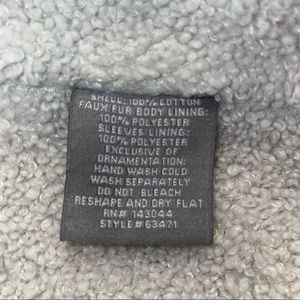 SHELL: 100% COTTON
FAUX FUR BODY LINING:
100% POLYESTER
SLEEVES LINING:
100% POLYESTER
EXCLUSIVE OF
ORNAMENTATION:
HAND WASH COLD
WASH SEPARATELY
DO NOT BLEACH
RESHAPE AND DRY FLAT
RN# 143044
STYLE# 63471